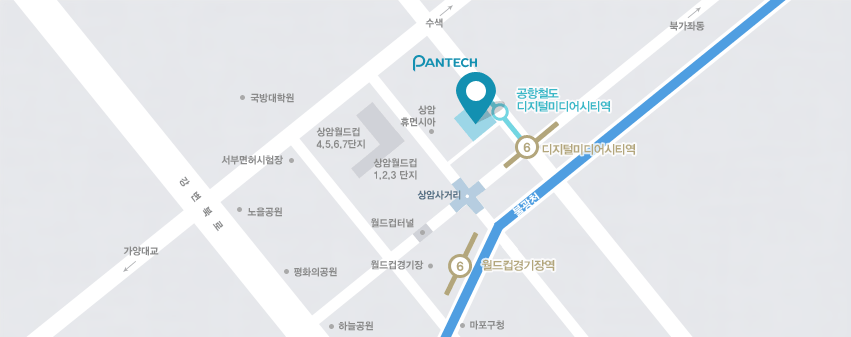 수색
북가좌동
PANTECH
국방대학원
공항철도
디지털미디어시티역
상암
휴먼시아
상암월드컵
4,5,6,7단지
6
디지털미디어시티역
서부면허시험장
상암월드컵
1,2,3 단지
강변북로
상암사거리
불광천
노을공원
월드컵터널
가양대교
평화의공원
월드컵경기장
6
월드컵경기장역
하늘공원
마포구청